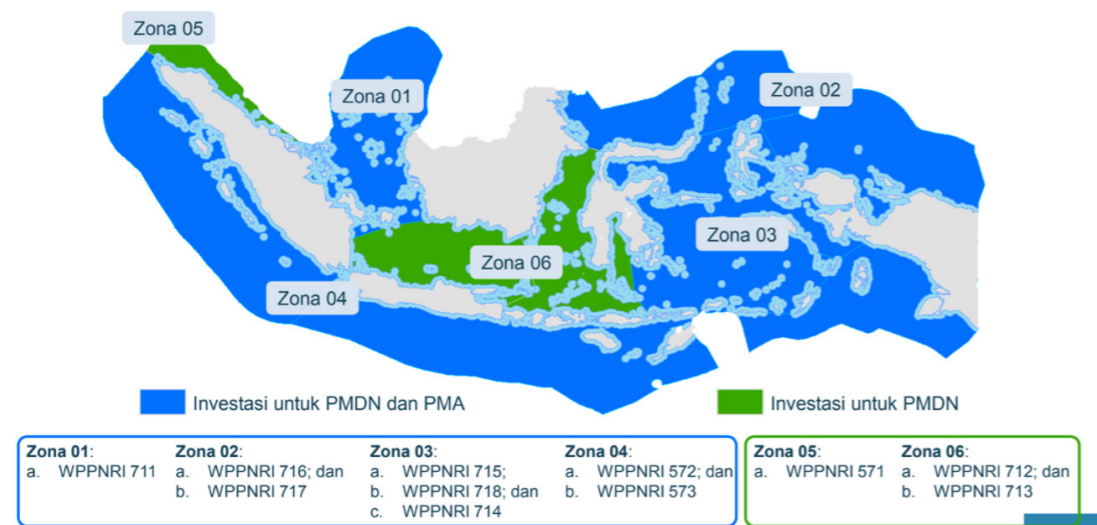 Zona 05
Zona 01
Zona 02
Zona 03
Zona 06
Zona 04
Investasi untuk PMDN dan PMA
Investasi untuk PMDN
Zona 01:
a. WPPNRI 711
Zona 02:
a. WPPNRI 716; dan
b. WPPNRI 717
Zona 03:
a. WPPNRI 715;
b. WPPNRI 718; dan
c. WPPNRI 714
Zona 04:
a. WPPNRI 572; dan
b. WPPNRI 573
Zona 05:
a. WPPNRI 571
Zona 06:
a. WPPNRI 712; dan
b. WPPNRI 713